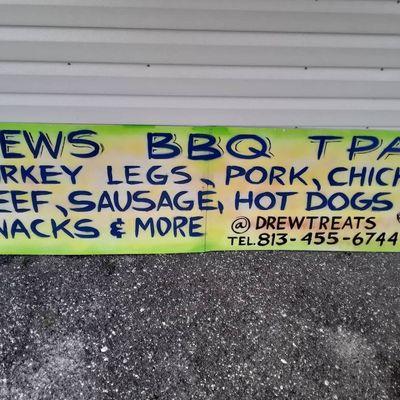 EWS BBQ TPA
RKEY LEGS, PORK, CHICK
EEF, SAUSAGE, HOT DOGS
NACKS & MORE @DREWTREATS
TEL. 813-455-6744